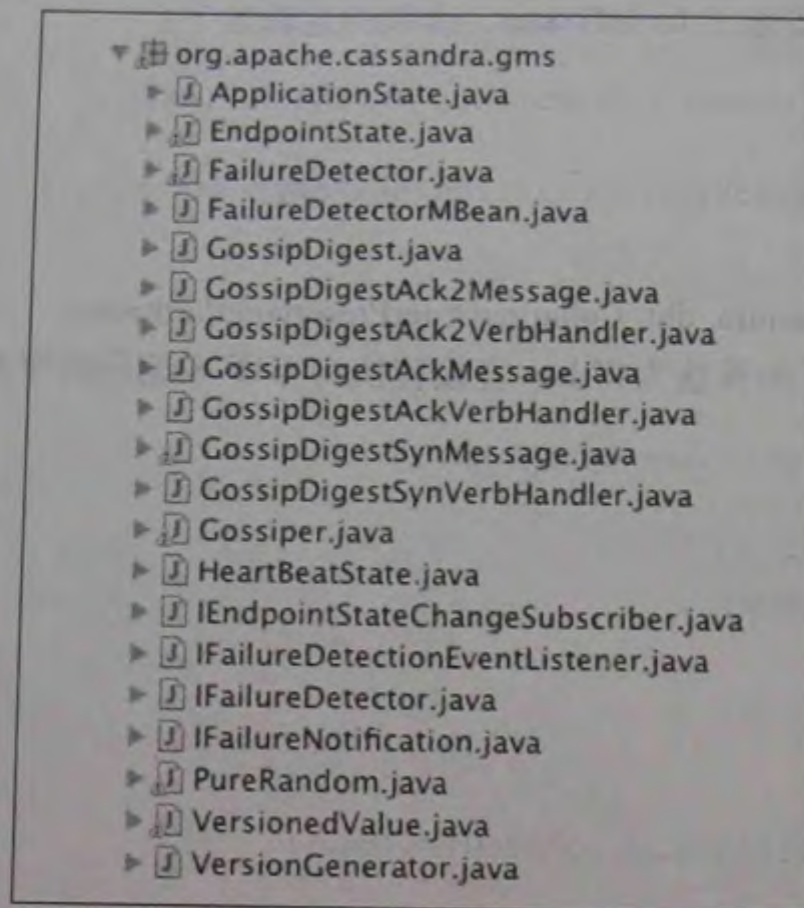 org.apache.cassandra.gms
ApplicationState.java
EndpointState.java
FailureDetector.java
FailureDetectorMBean.java
GossipDigest.java
GossipDigestAck2Message.java
GossipDigestAck2VerbHandler.java
GossipDigestAckMessage.java
GossipDigestAckVerbHandler.java
GossipDigestSynMessage.java
GossipDigestSynVerbHandler.java
Gossiper.java
HeartBeatState.java
IEndpointStateChangeSubscriber.java
IFailureDetectionEventListener.java
IFailureDetector.java
IFailureNotification.java
PureRandom.java
VersionedValue.java
VersionGenerator.java